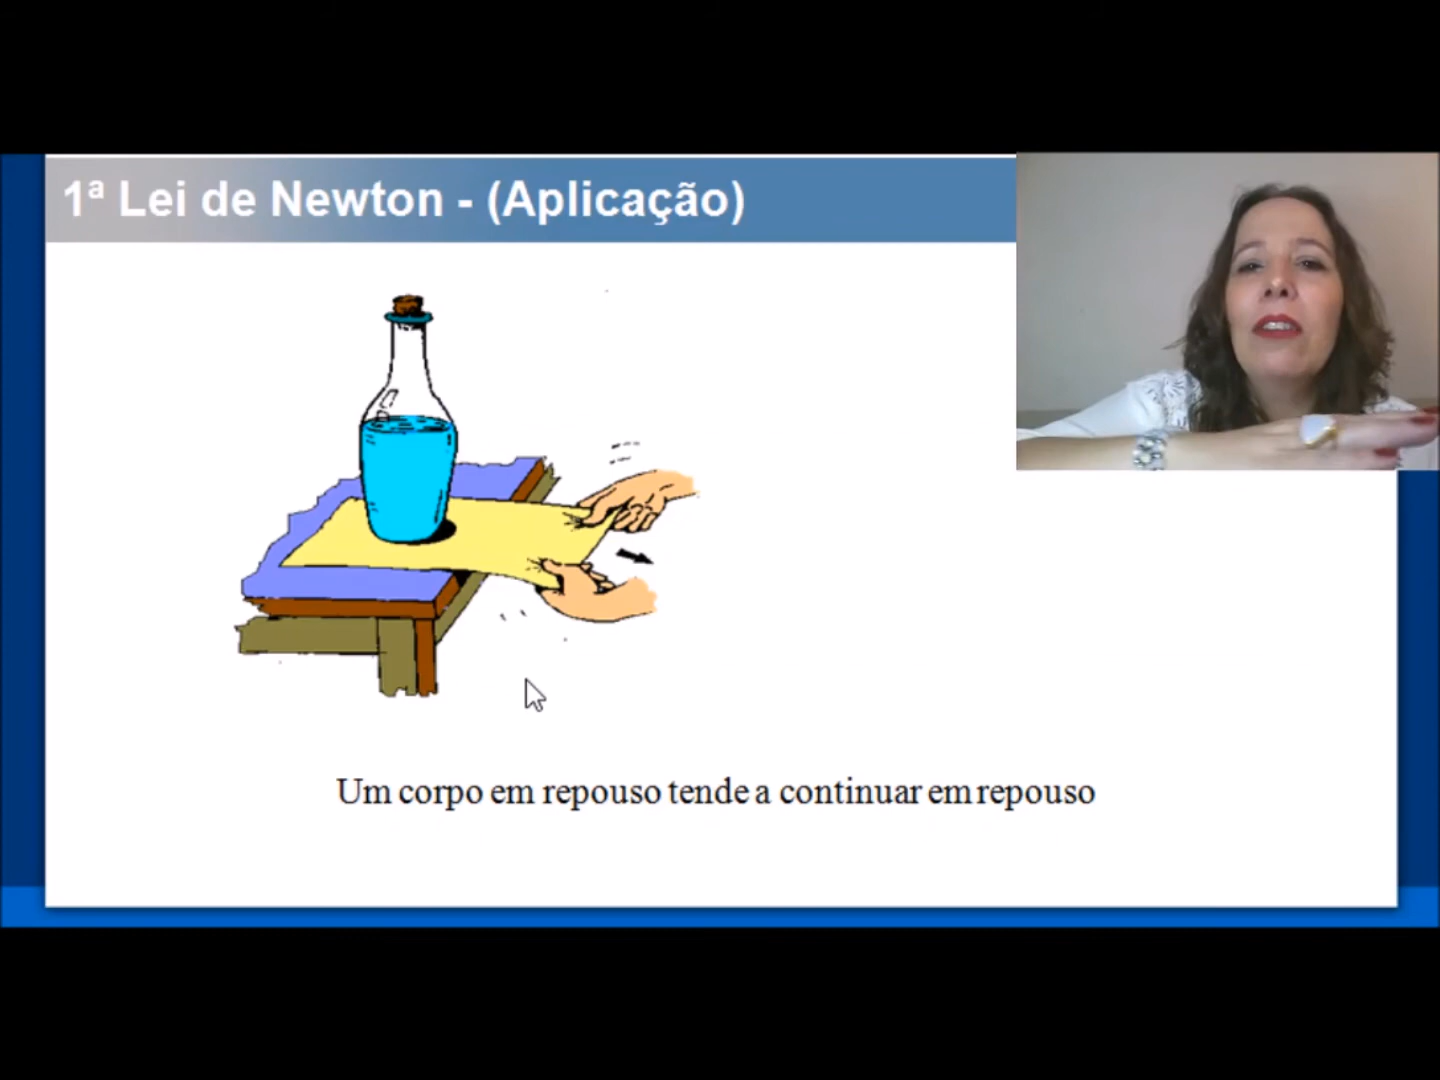 1ª Lei de Newton - (Aplicação)
Um corpo em repouso tende a continuar em repouso